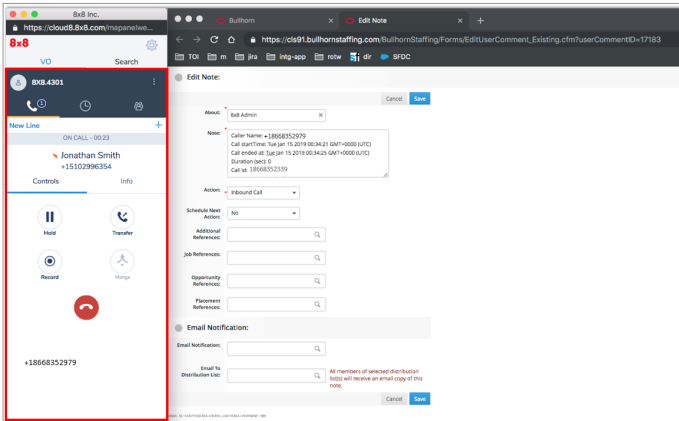 8x8 Inc.
https://cloud8.8x8.com/mapanelwe...
8x8
VO
Search
8X8.4301
1
New Line
+
ON CALL - 00:23
Jonathan Smith
+15102996354
Controls
Info
Hold
Transfer
Record
Merge
+18668352979
Bullhorn
×
Edit Note
×
+
https://cls91.bullhornstaffing.com/BullhornStaffing/Forms/EditUserComment_Existing.cfm?userCommentID=17183
TOI
m
jira
intg-app
rotw
dir
SFDC
Edit Note:
Cancel
Save
About:
*
8x8 Admin
×
Note:
*
Caller Name: +18668352979
Call startTime: Tue Jan 15 2019 00:34:21 GMT+0000 (UTC)
Call ended at: Tue Jan 15 2019 00:34:25 GMT+0000 (UTC)
Duration (sec): 0
Call Id: 18668352339
Action:
*
Inbound Call
Schedule Next
Action:
No
Additional
References:
Job References:
Opportunity
References:
Placement
References:
Email Notification:
Email Notification:
Email To
Distribution List:
All members of selected distribution
list(s) will receive an email copy of this
note.
Cancel
Save